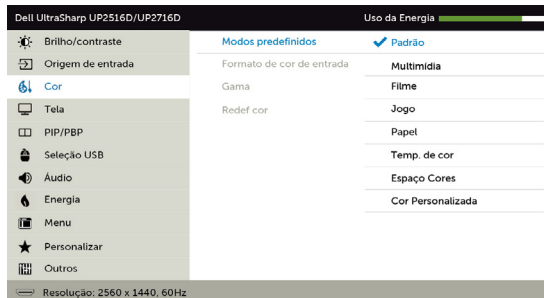 Dell UltraSharp UP2516D/UP2716D Uso da Energia
Brilho/contraste Modos predefinidos Padrão
Origem de entrada Formato de cor de entrada Multimídia
Cor Gama Filme
Tela Redef cor Jogo
PIP/PBP Papel
Seleção USB Temp. de cor
Áudio Espaço Cores
Energia Cor Personalizada
Menu
Personalizar
Outros
Resolução: 2560 x 1440, 60Hz